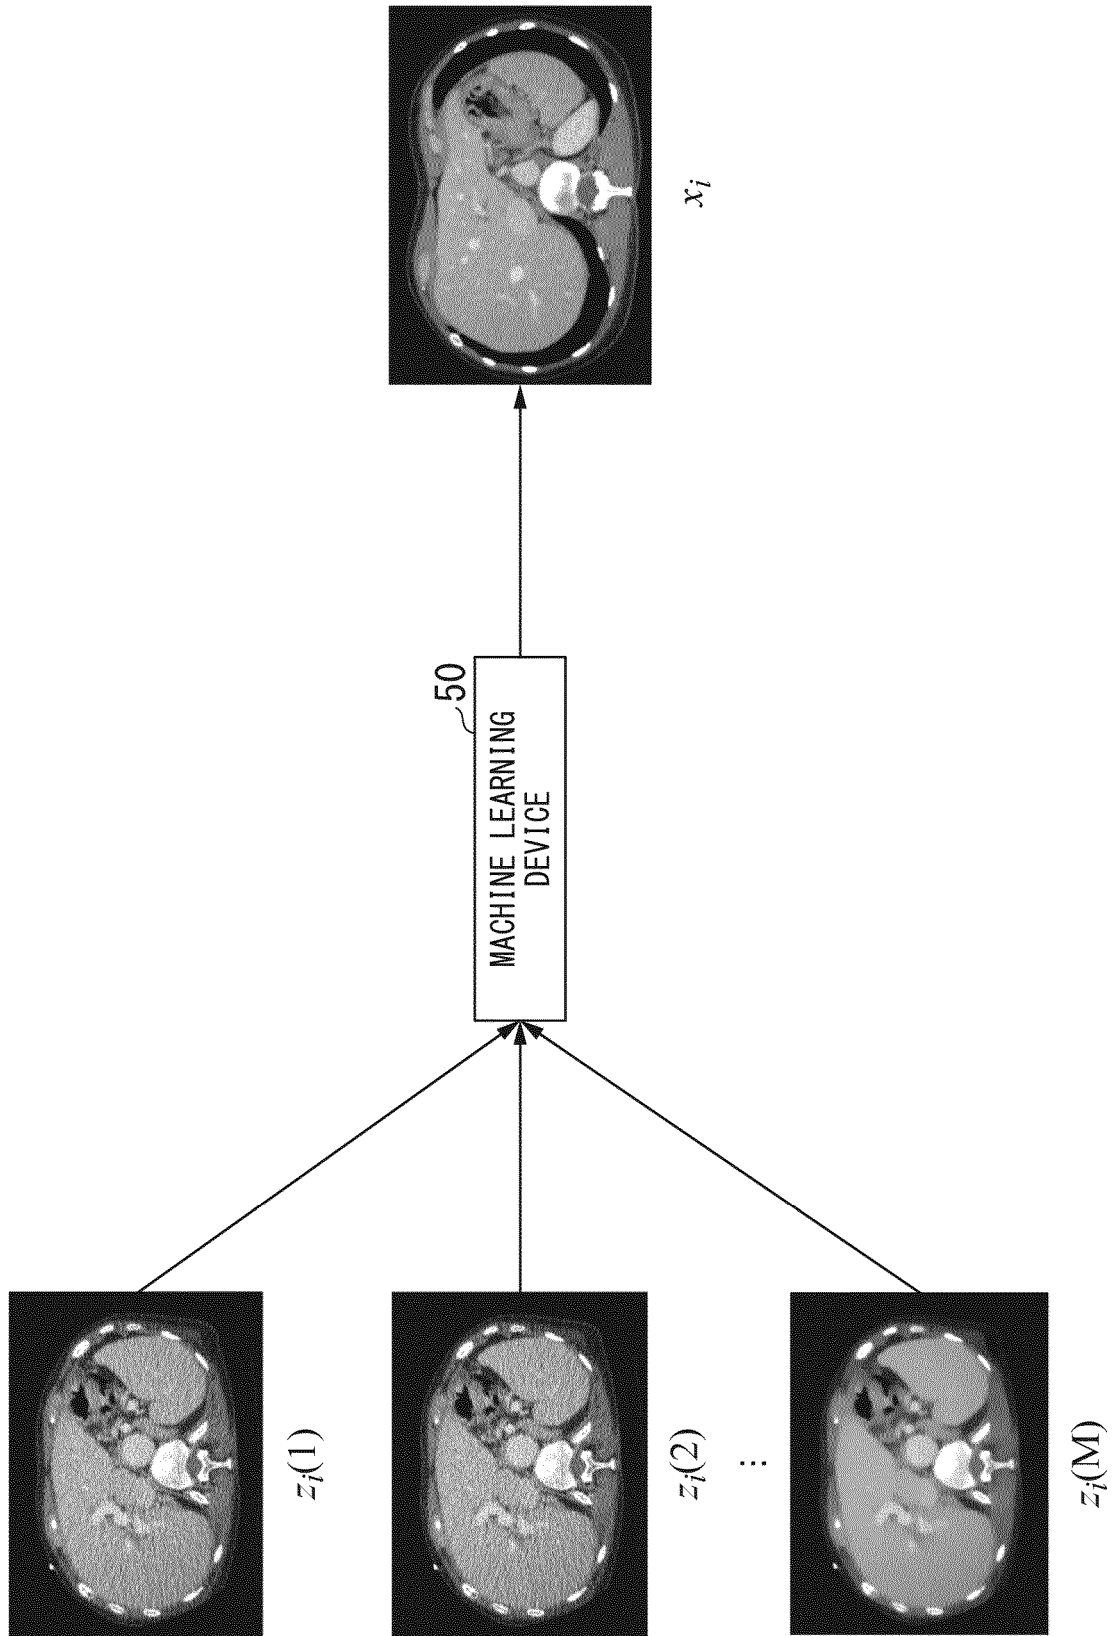 z_i(1)
z_i(2)
⋮
z_i(M)
50
MACHINE LEARNING
DEVICE
x_i